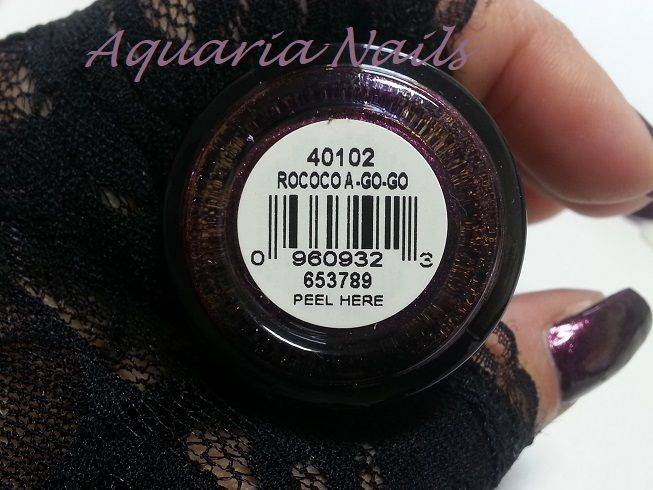 Aquaria Nails
40102
ROCOCO A-GO-GO
0 960932 3
653789
PEEL HERE